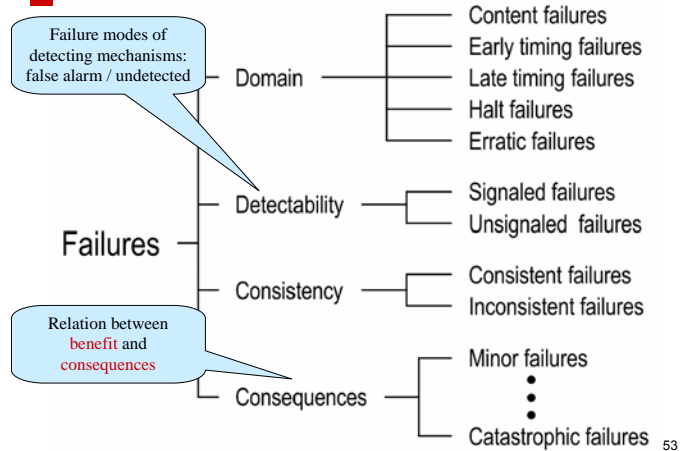 Failure modes of
detecting mechanisms:
false alarm / undetected
Domain
Content failures
Early timing failures
Late timing failures
Halt failures
Erratic failures
Detectability
Signaled failures
Unsignaled failures
Failures
Consistency
Consistent failures
Inconsistent failures
Relation between
benefit and
consequences
Consequences
Minor failures
Catastrophic failures
53